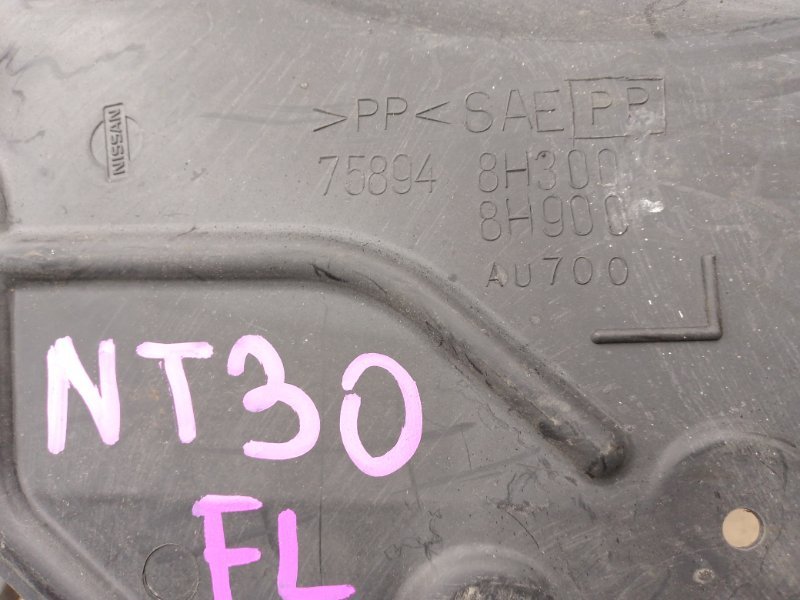 NISSAN
>PP< SAE PP
75894 8H300
8H900
AU700
L
NT30
FL